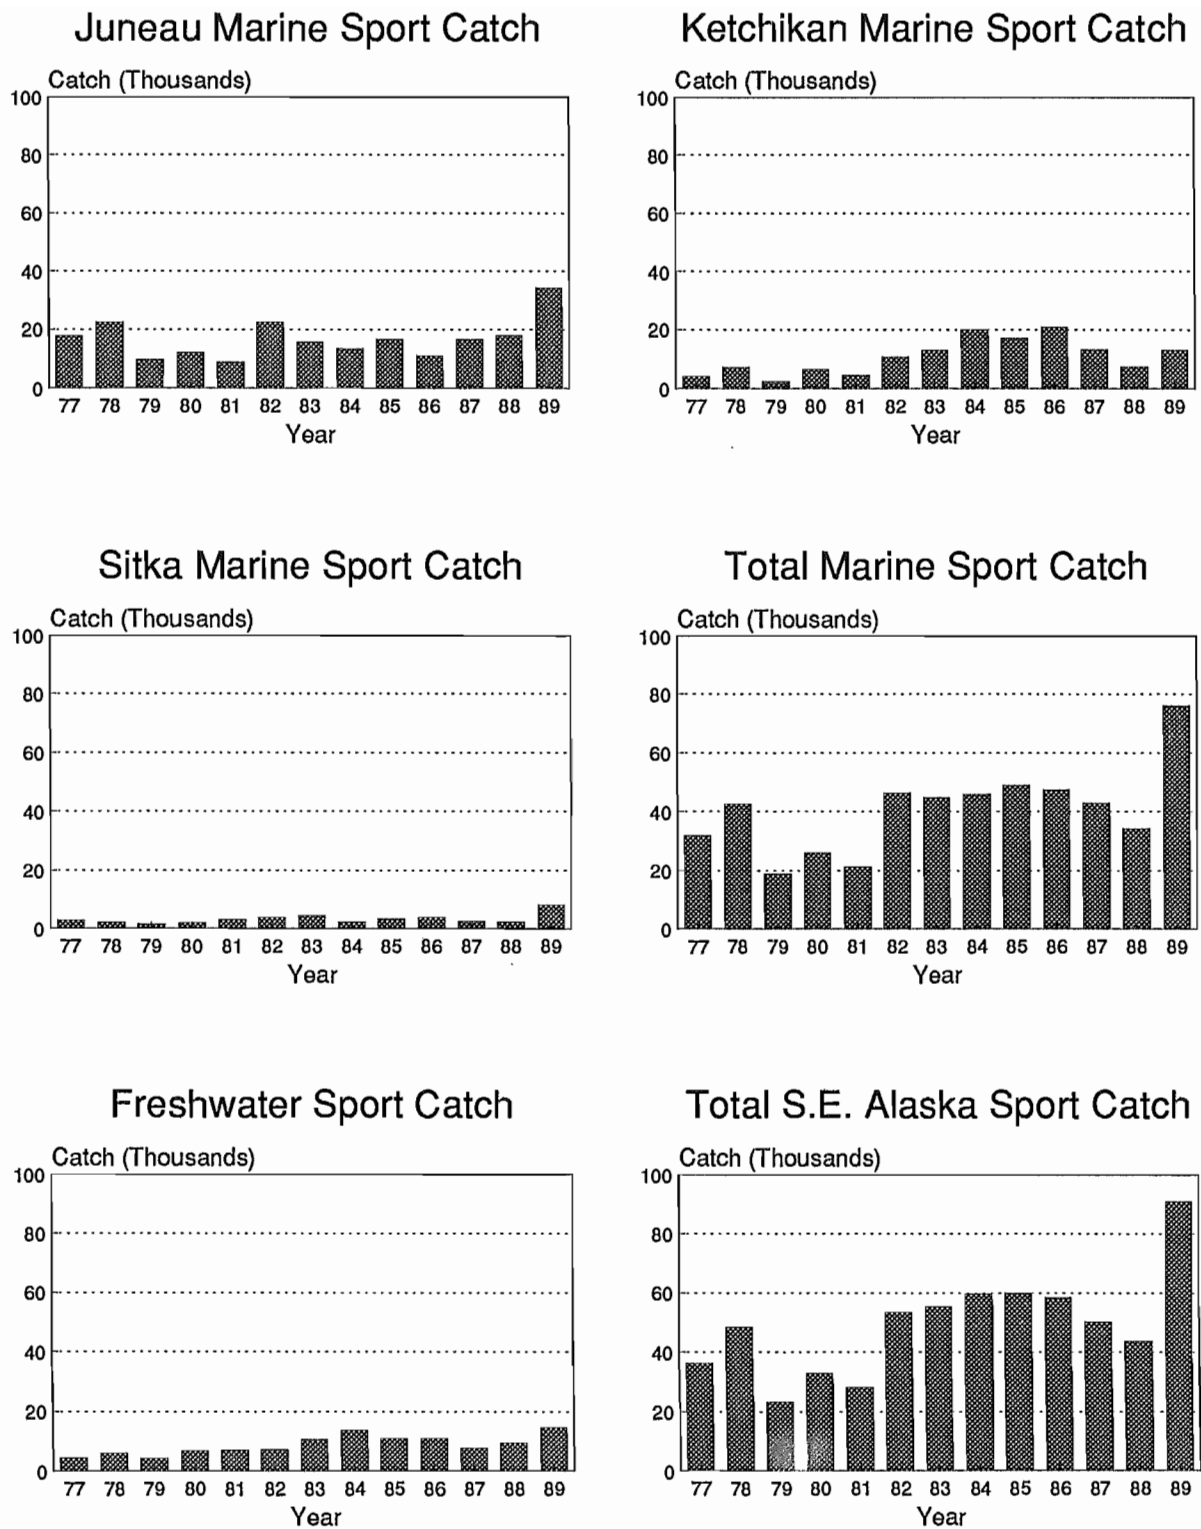 Juneau Marine Sport Catch
Catch (Thousands)
100
80
60
40
20
0
77 78 79 80 81 82 83 84 85 86 87 88 89
Year
Ketchikan Marine Sport Catch
Catch (Thousands)
100
80
60
40
20
0
77 78 79 80 81 82 83 84 85 86 87 88 89
Year
Sitka Marine Sport Catch
Catch (Thousands)
100
80
60
40
20
0
77 78 79 80 81 82 83 84 85 86 87 88 89
Year
Total Marine Sport Catch
Catch (Thousands)
100
80
60
40
20
0
77 78 79 80 81 82 83 84 85 86 87 88 89
Year
Freshwater Sport Catch
Catch (Thousands)
100
80
60
40
20
0
77 78 79 80 81 82 83 84 85 86 87 88 89
Year
Total S.E. Alaska Sport Catch
Catch (Thousands)
100
80
60
40
20
0
77 78 79 80 81 82 83 84 85 86 87 88 89
Year